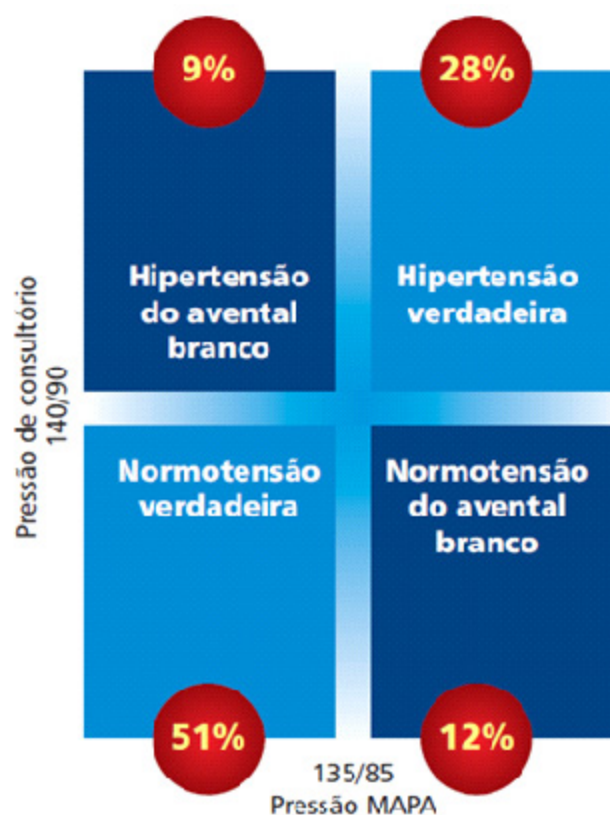 9%
28%
Hipertensão
do avental
branco
Hipertensão
verdadeira
Pressão de consultório
140/90
Normotensão
verdadeira
Normotensão
do avental
branco
51%
12%
135/85
Pressão MAPA